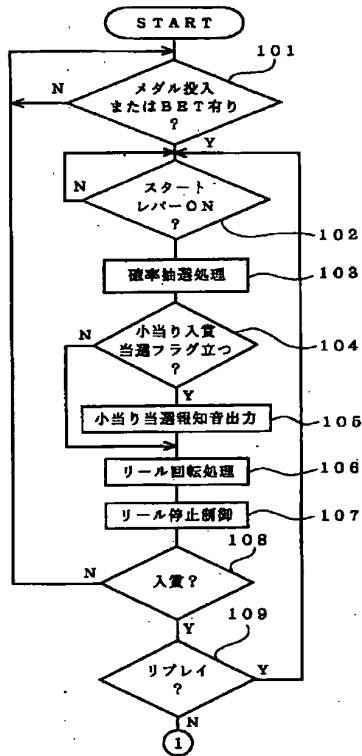 START
101
N
メダル投入
またはBET有り
?
Y
N
スタート
レバーON
?
102
Y
確率抽選処理
103
N
小当り入賞
当選フラグ立つ
?
104
Y
小当り当選報知音出力
105
リール回転処理
106
リール停止制御
107
108
N
入賞?
Y
109
リプレイ
?
Y
N
1